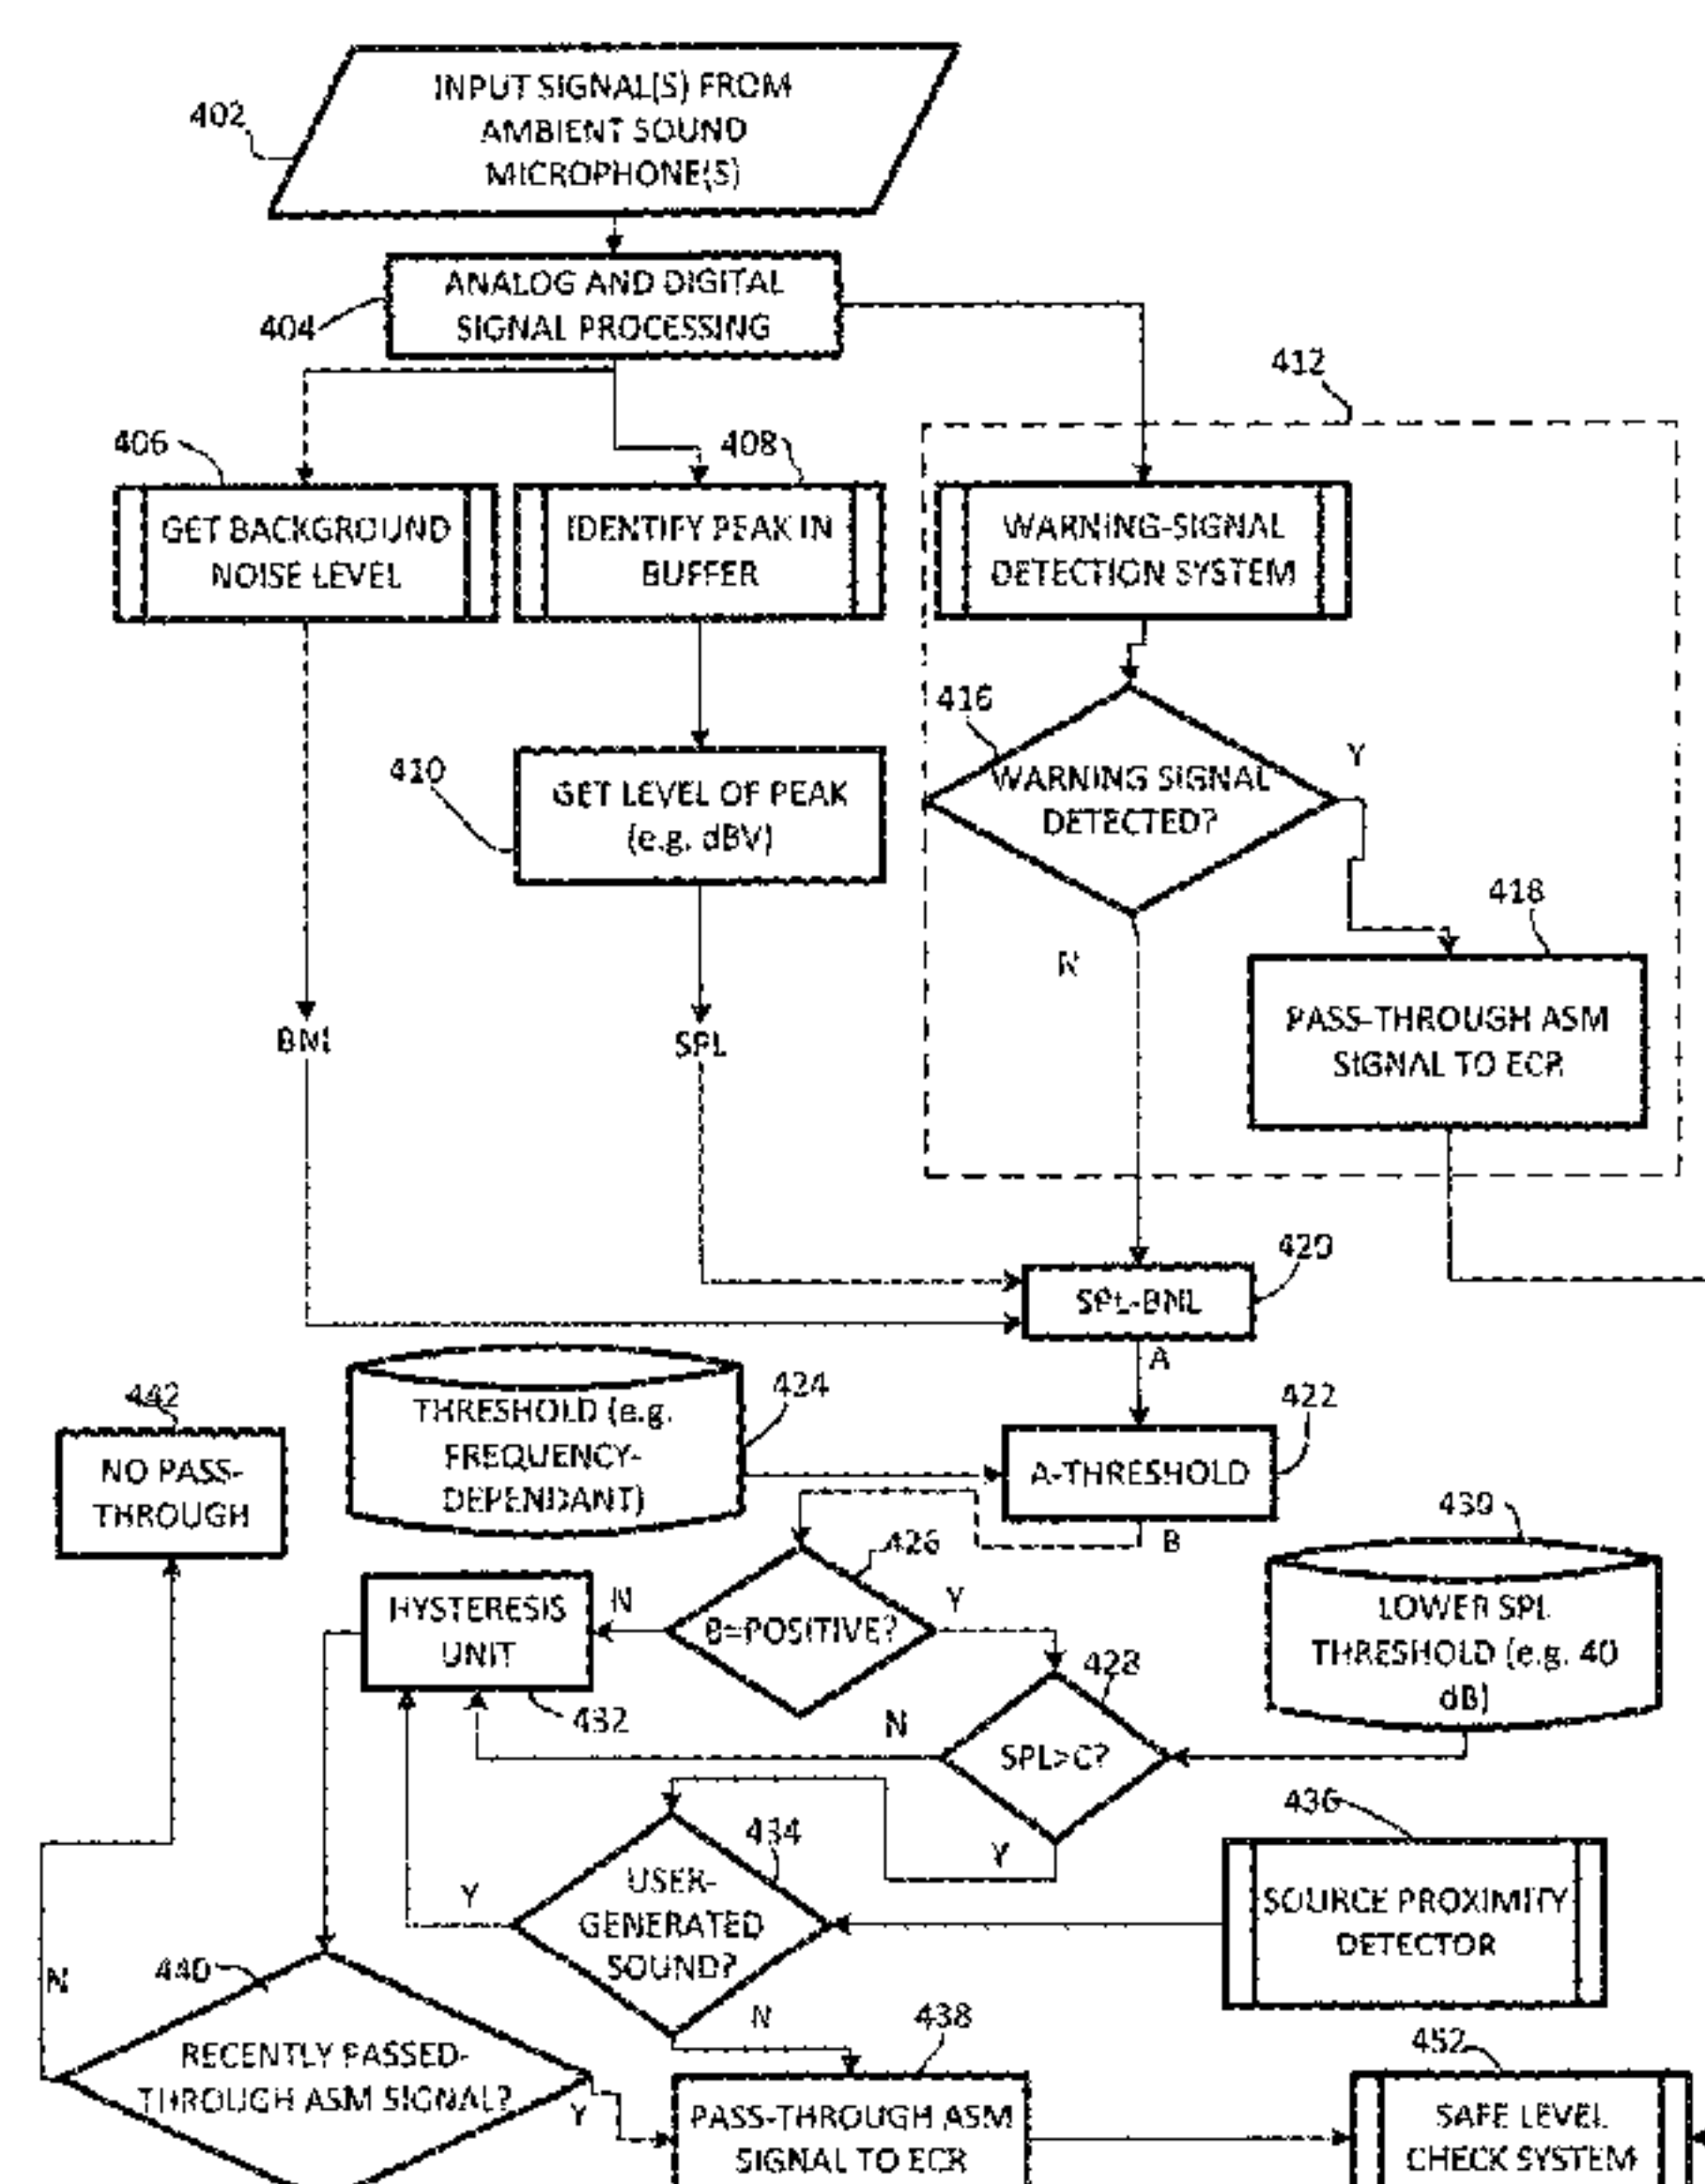 402
INPUT SIGNAL(S) FROM
AMBIENT SOUND
MICROPHONE(S)
404
ANALOG AND DIGITAL
SIGNAL PROCESSING
412
406
GET BACKGROUND
NOISE LEVEL
408
IDENTIFY PEAK IN
BUFFER
WARNING-SIGNAL
DETECTION SYSTEM
416
WARNING SIGNAL
DETECTED?
Y
N
410
GET LEVEL OF PEAK
(e.g. dBV)
418
PASS-THROUGH ASM
SIGNAL TO ECR
BNL
SPL
420
SPL-BNL
A
442
NO PASS-
THROUGH
THRESHOLD (e.g.
FREQUENCY-
DEPENDANT)
424
422
A-THRESHOLD
B
426
B=POSITIVE?
N
Y
HYSTERESIS
UNIT
432
430
LOWER SPL
THRESHOLD (e.g. 40
dB)
428
SPL>C?
N
Y
434
USER-
GENERATED
SOUND?
Y
N
436
SOURCE PROXIMITY
DETECTOR
440
RECENTLY PASSED-
THROUGH ASM SIGNAL?
N
Y
438
PASS-THROUGH ASM
SIGNAL TO ECR
452
SAFE LEVEL
CHECK SYSTEM